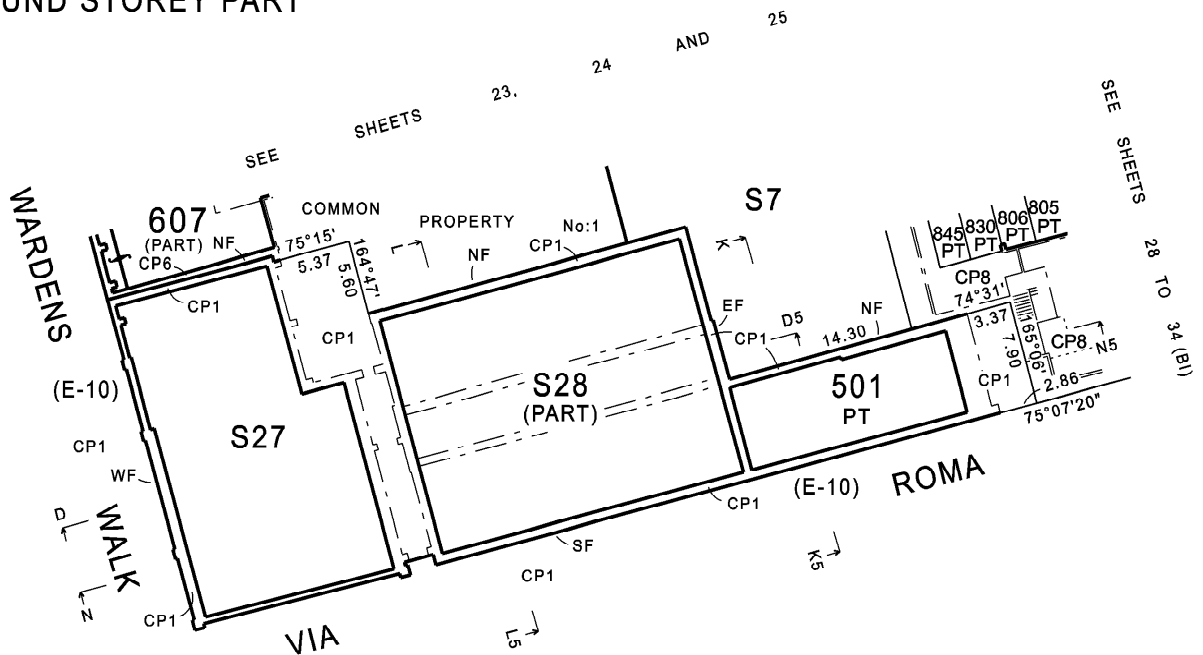 UND STOREY PART
SEE SHEETS 23, 24 AND 25
SEE SHEETS 28 TO 34 (BI)
WARDENS
WALK
607
(PART)
NF
CP6
CP1
75°15'
5.37
COMMON PROPERTY No:1
164°47'
5.60
L
NF
CP1
S7
K
845
PT
830
PT
806
PT
805
PT
CP8
74°31'
3.37
165°06'
7.90
CP8
N5
CP1
2.86
75°07'20"
EF
CP1
D5
14.30
NF
CP1
(E-10)
CP1
WF
S27
S28
(PART)
501
PT
D
N
CP1
CP1
(E-10)
SF
CP1
K5
L5
VIA
ROMA